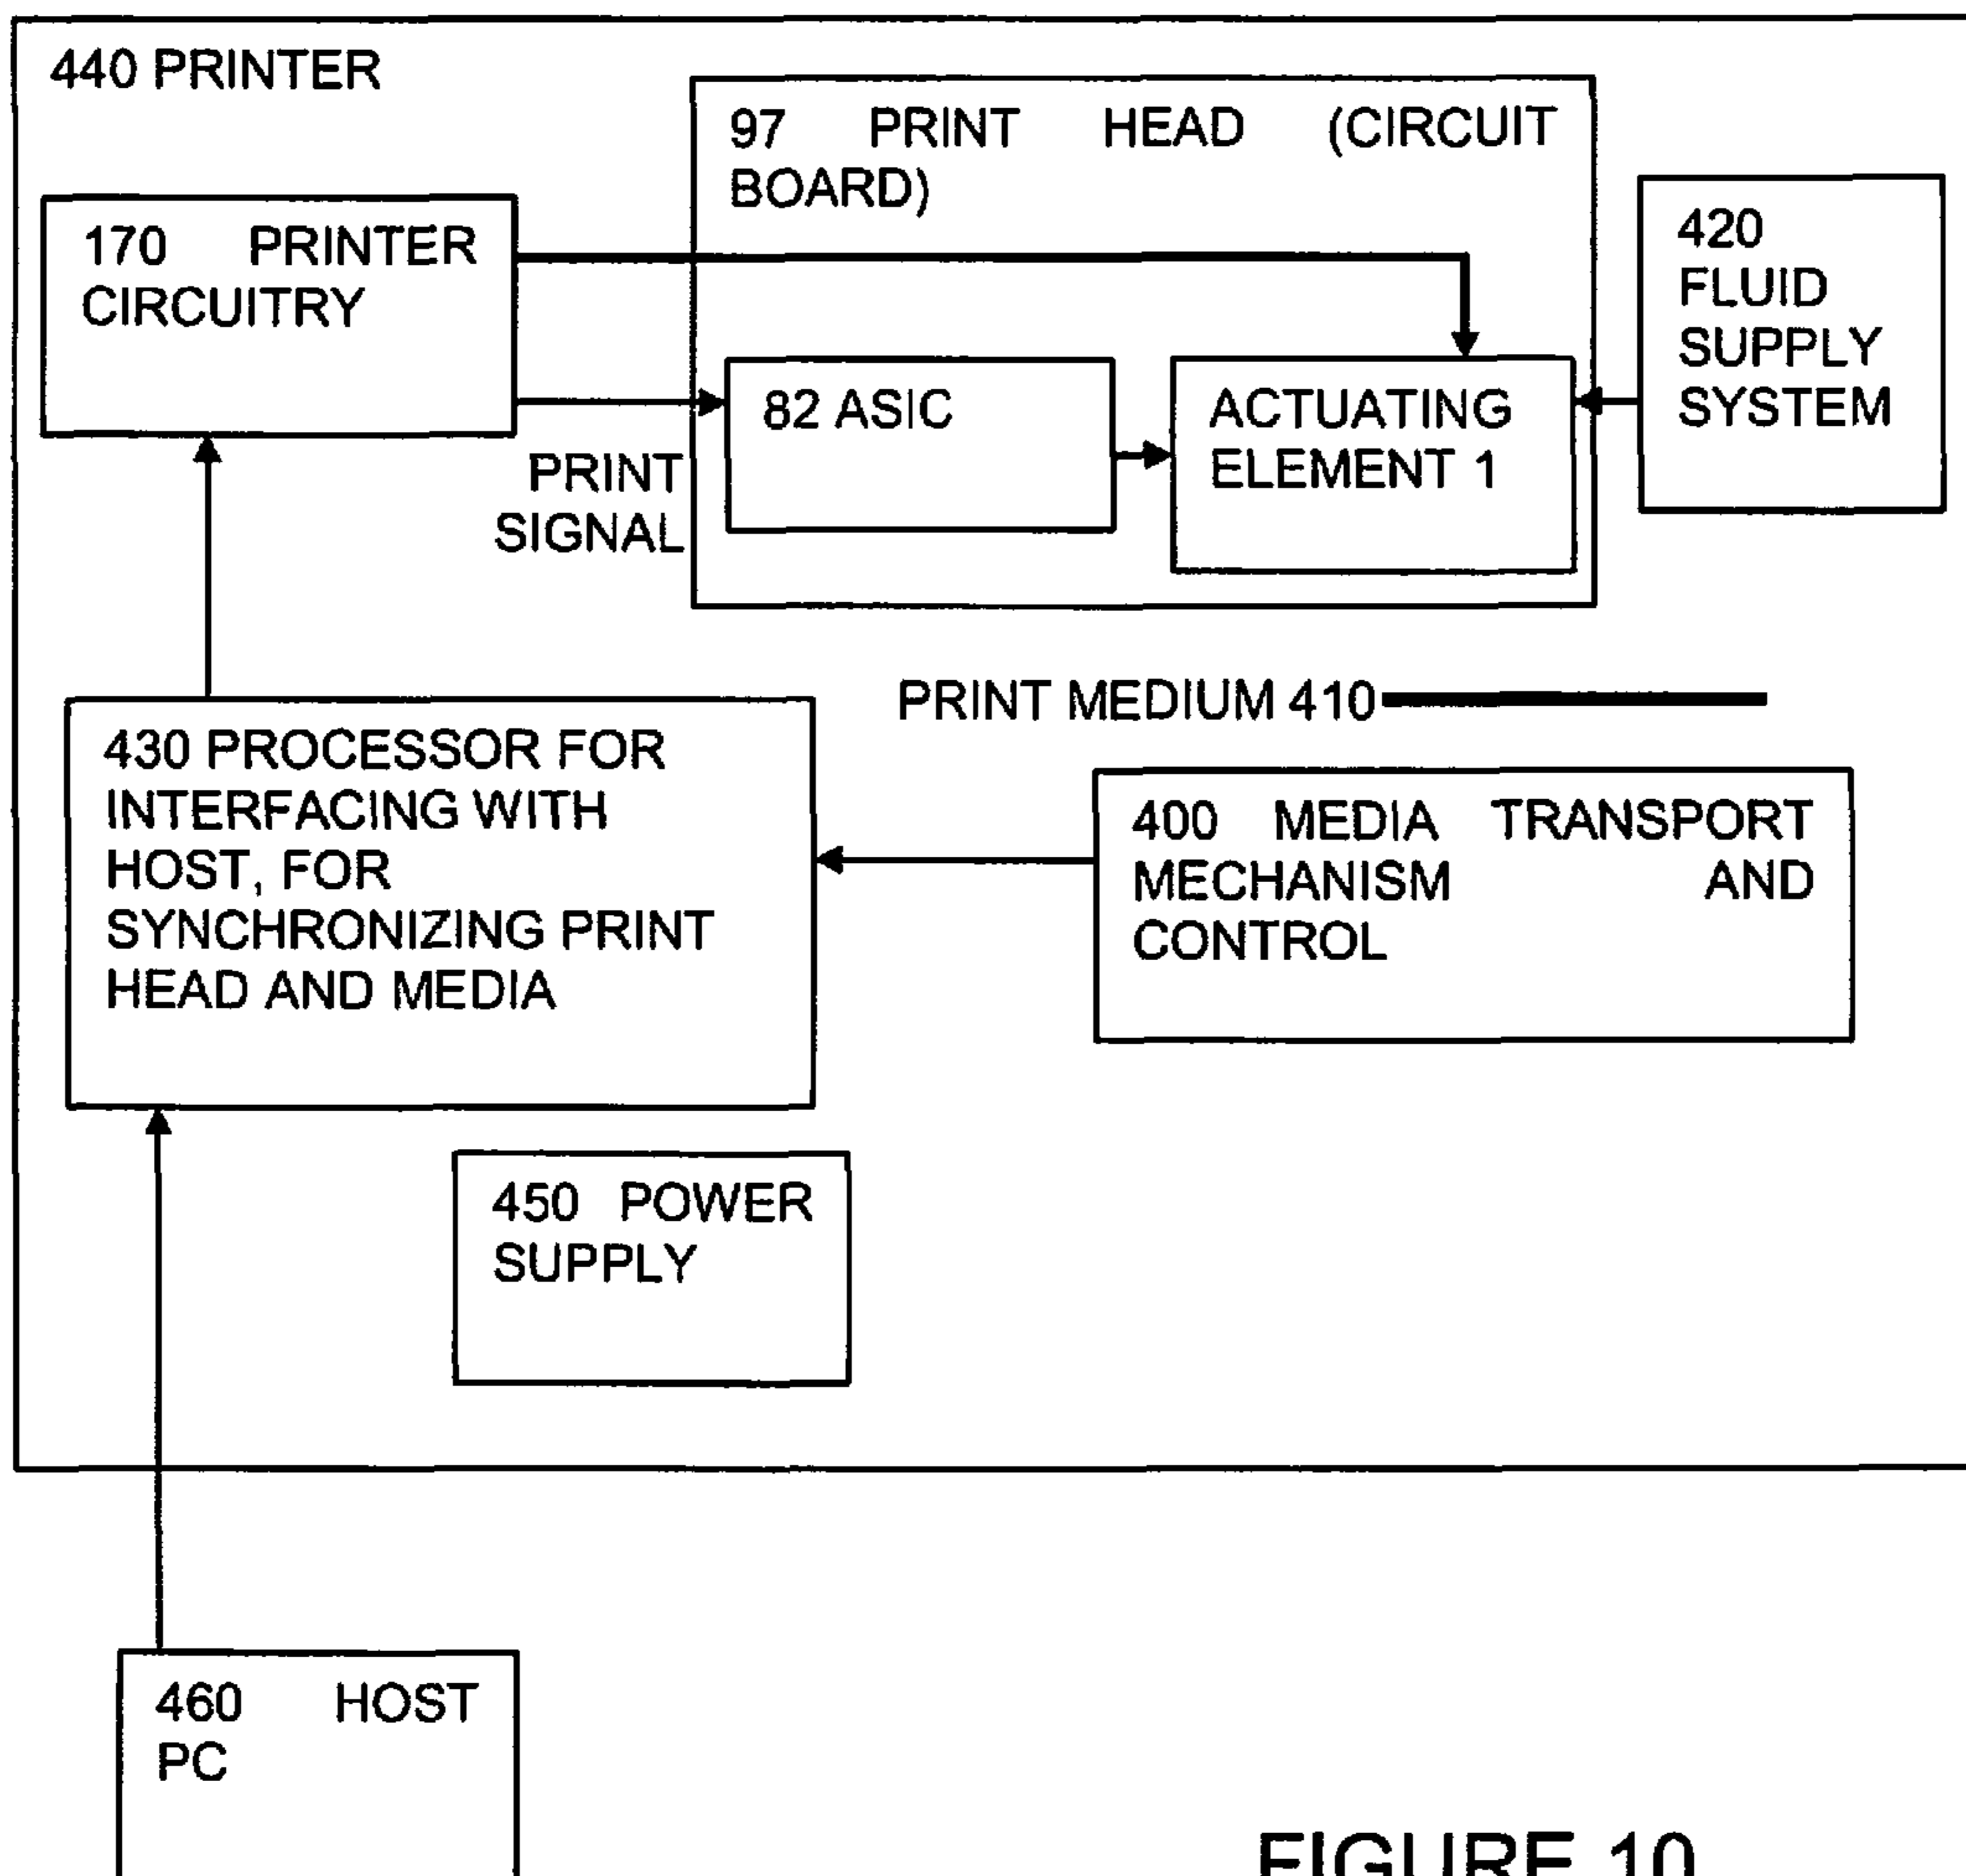 440 PRINTER
97 PRINT HEAD (CIRCUIT
BOARD)
170 PRINTER
CIRCUITRY
420
FLUID
SUPPLY
SYSTEM
82 ASIC
ACTUATING
ELEMENT 1
PRINT
SIGNAL
PRINT MEDIUM 410
430 PROCESSOR FOR
INTERFACING WITH
HOST, FOR
SYNCHRONIZING PRINT
HEAD AND MEDIA
400 MEDIA TRANSPORT
MECHANISM AND
CONTROL
450 POWER
SUPPLY
460 HOST
PC
FIGURE 10